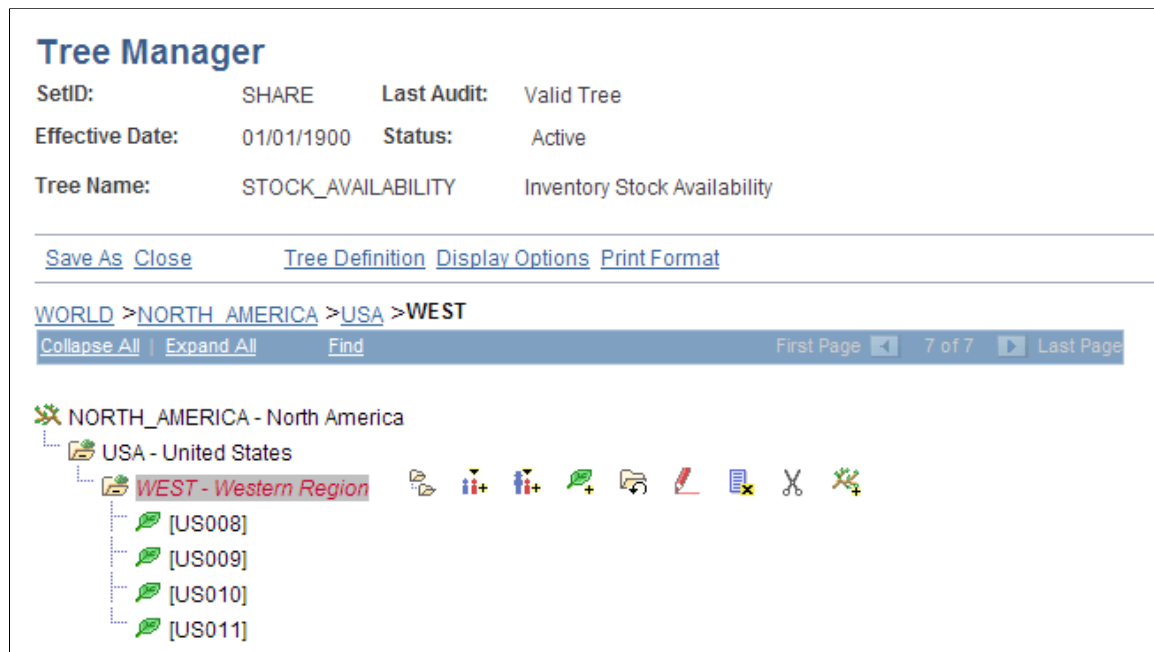 Tree Manager
SetID: SHARE Last Audit: Valid Tree
Effective Date: 01/01/1900 Status: Active
Tree Name: STOCK_AVAILABILITY Inventory Stock Availability
Save As Close Tree Definition Display Options Print Format
WORLD >NORTH_AMERICA >USA >WEST
Collapse All | Expand All Find First Page 7 of 7 Last Page
NORTH_AMERICA - North America
USA - United States
WEST - Western Region
[US008]
[US009]
[US010]
[US011]